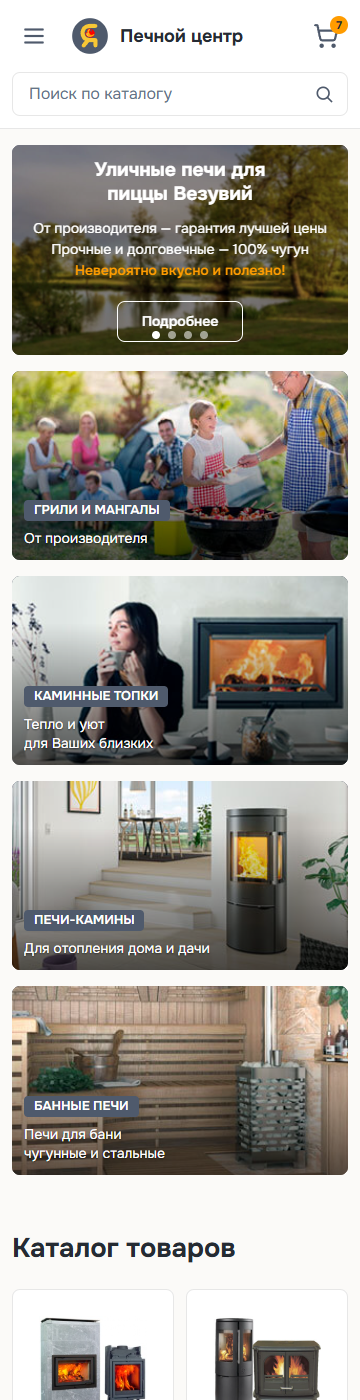 Печной центр
7
Поиск по каталогу
Уличные печи для
пиццы Везувий
От производителя — гарантия лучшей цены
Прочные и долговечные — 100% чугун
Невероятно вкусно и полезно!
Подробнее
ГРИЛИ И МАНГАЛЫ
От производителя
КАМИННЫЕ ТОПКИ
Тепло и уют
для Ваших близких
ПЕЧИ-КАМИНЫ
Для отопления дома и дачи
БАННЫЕ ПЕЧИ
Печи для бани
чугунные и стальные
Каталог товаров